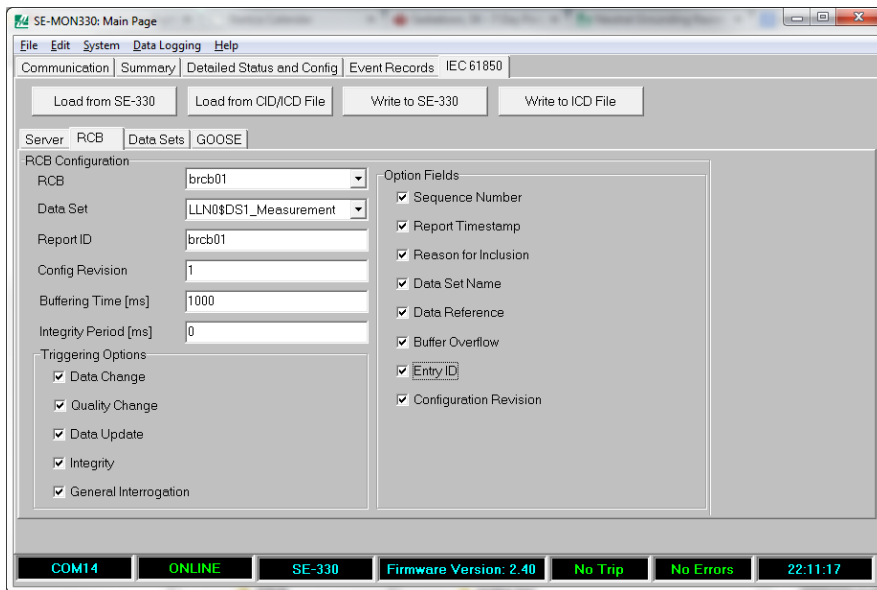 SE-MON330: Main Page
File Edit System Data Logging Help
Communication Summary Detailed Status and Config Event Records IEC 61850
Load from SE-330 Load from CID/ICD File Write to SE-330 Write to ICD File
Server RCB Data Sets GOOSE
RCB Configuration
RCB brcb01
Data Set LLN0$DS1_Measurement
Report ID brcb01
Config Revision 1
Buffering Time [ms] 1000
Integrity Period [ms] 0
Triggering Options
Data Change
Quality Change
Data Update
Integrity
General Interrogation
Option Fields
Sequence Number
Report Timestamp
Reason for Inclusion
Data Set Name
Data Reference
Buffer Overflow
Entry ID
Configuration Revision
COM14 ONLINE SE-330 Firmware Version: 2.40 No Trip No Errors 22:11:17